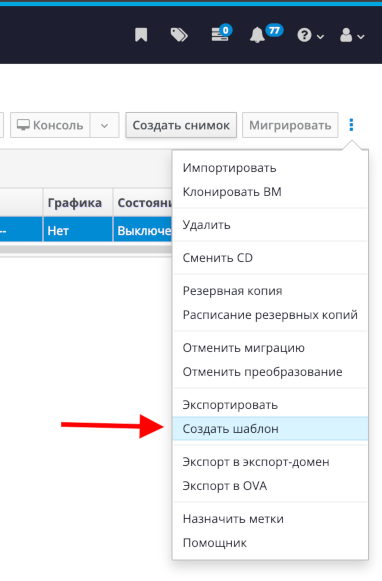 0
77
Консоль
Создать снимок
Мигрировать
Графика
Состояни
--
Нет
Выключе
Импортировать
Клонировать ВМ
Удалить
Сменить CD
Резервная копия
Расписание резервных копий
Отменить миграцию
Отменить преобразование
Экспортировать
Создать шаблон
Экспорт в экспорт-домен
Экспорт в OVA
Назначить метки
Помощник